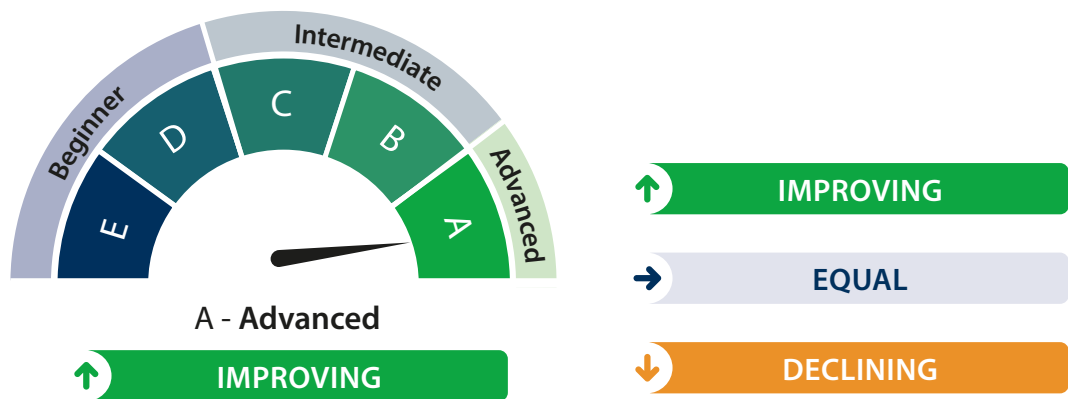 Beginner
Intermediate
Advanced
E
D
C
B
A
A - Advanced
IMPROVING
IMPROVING
EQUAL
DECLINING